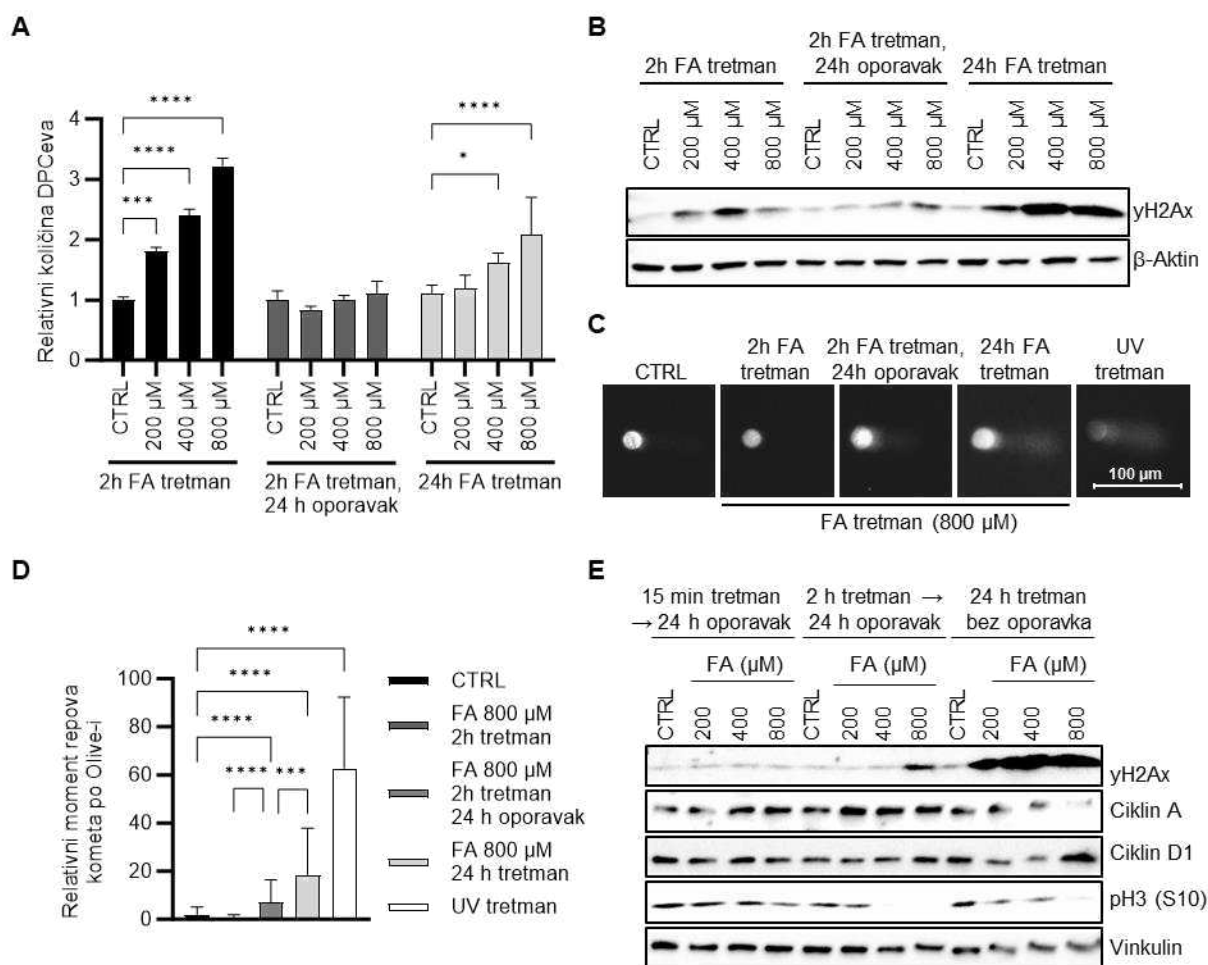 A
Relativni količina DPCeva
4
3
2
1
0
****
****
***
****
*
CTRL
200 µM
400 µM
800 µM
CTRL
200 µM
400 µM
800 µM
CTRL
200 µM
400 µM
800 µM
2h FA tretman
2h FA tretman,
24 h oporavak
24h FA tretman
B
2h FA tretman
2h FA tretman,
24h oporavak
24h FA tretman
CTRL
200 µM
400 µM
800 µM
CTRL
200 µM
400 µM
800 µM
CTRL
200 µM
400 µM
800 µM
yH2Ax
β-Aktin
C
CTRL
2h FA
tretman
2h FA tretman,
24h oporavak
24h FA
tretman
UV
tretman
100 µm
FA tretman (800 µM)
D
Relativni moment repova
kometa po Olive-i
100
80
60
40
20
0
****
****
****
****
***
CTRL
FA 800 µM
2h tretman
FA 800 µM
2h tretman
24 h oporavak
FA 800 µM
24 h tretman
UV tretman
E
15 min tretman
→ 24 h oporavak
2 h tretman →
24 h oporavak
24 h tretman
bez oporavka
FA (µM)
FA (µM)
FA (µM)
CTRL
200
400
800
CTRL
200
400
800
CTRL
200
400
800
yH2Ax
Ciklin A
Ciklin D1
pH3 (S10)
Vinkulin